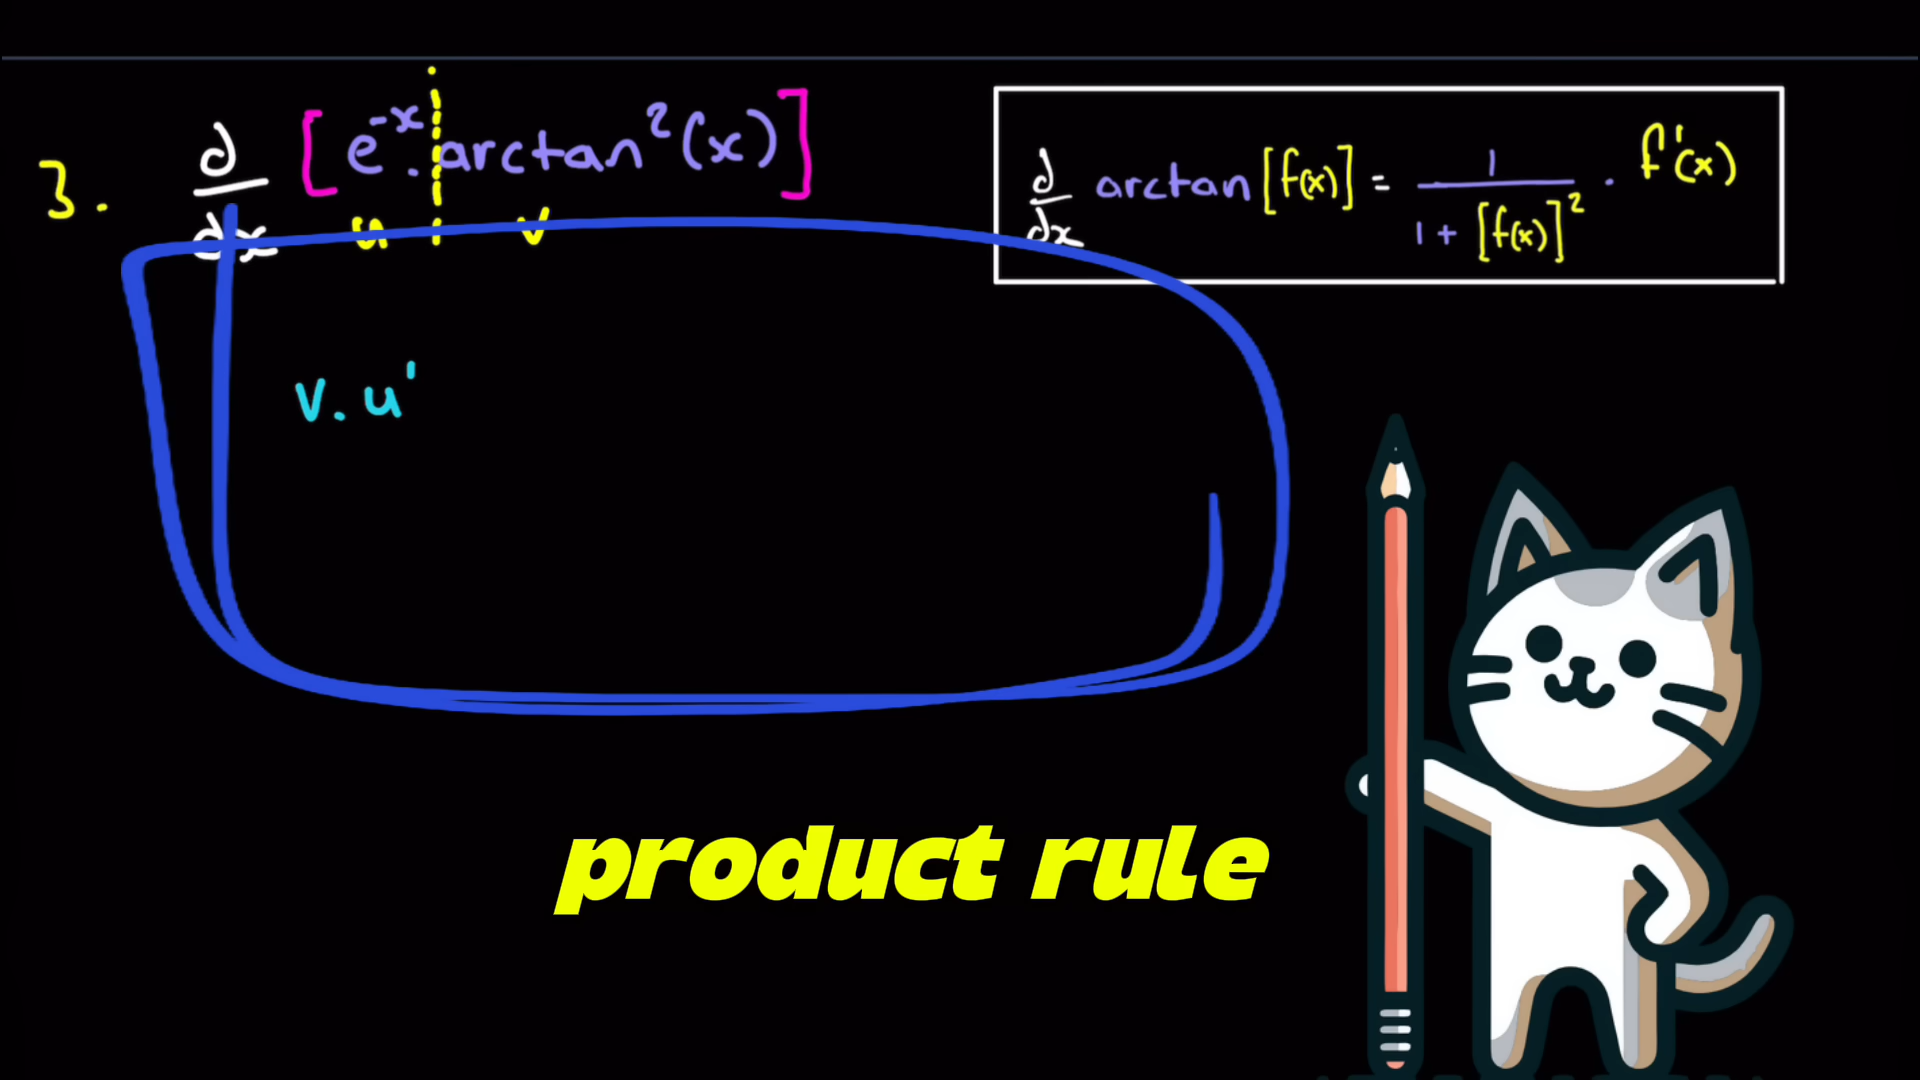 3. d/dx [e^-x . arctan²(x)]
u v
d/dx arctan[f(x)] = 1/(1 + [f(x)]²) . f'(x)
v . u'
product rule